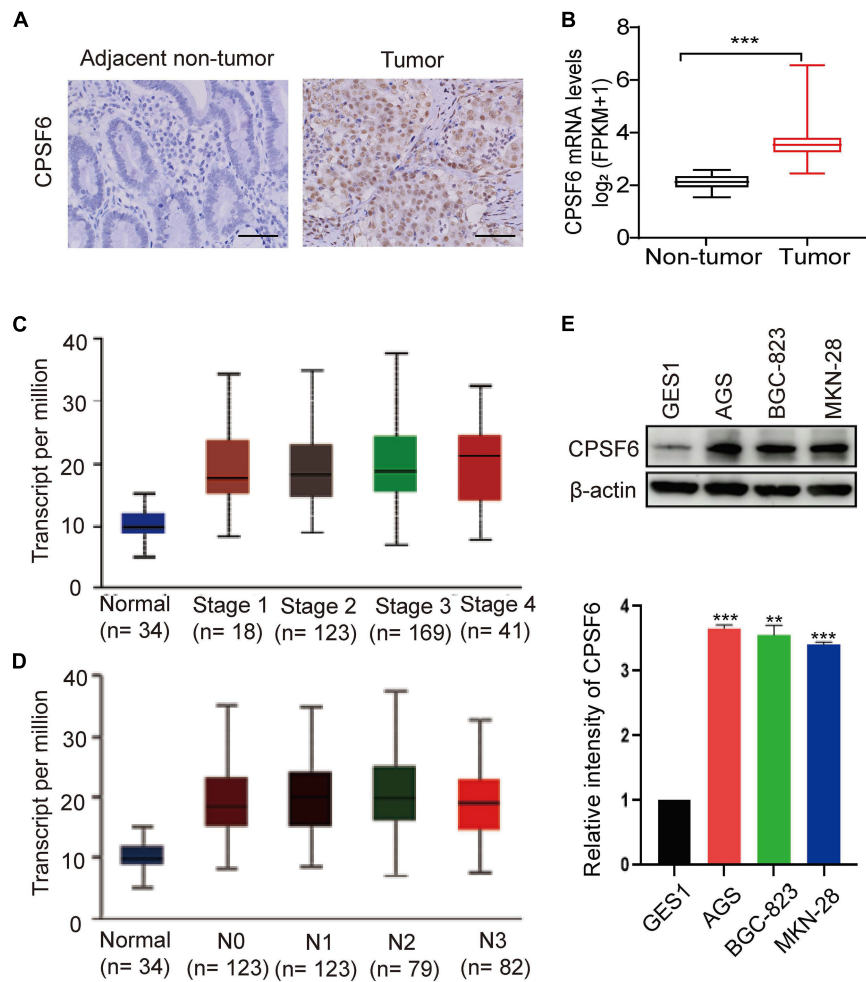 A
Adjacent non-tumor
Tumor
CPSF6
B
***
CPSF6 mRNA levels
log₂ (FPKM+1)
8
6
4
2
0
Non-tumor
Tumor
C
Transcript per million
40
30
20
10
0
Normal
(n= 34)
Stage 1
(n= 18)
Stage 2
(n= 123)
Stage 3
(n= 169)
Stage 4
(n= 41)
D
Transcript per million
40
30
20
10
0
Normal
(n= 34)
N0
(n= 123)
N1
(n= 123)
N2
(n= 79)
N3
(n= 82)
E
GES1
AGS
BGC-823
MKN-28
CPSF6
β-actin
Relative intensity of CPSF6
4
3
2
1
0
***
**
***
GES1
AGS
BGC-823
MKN-28